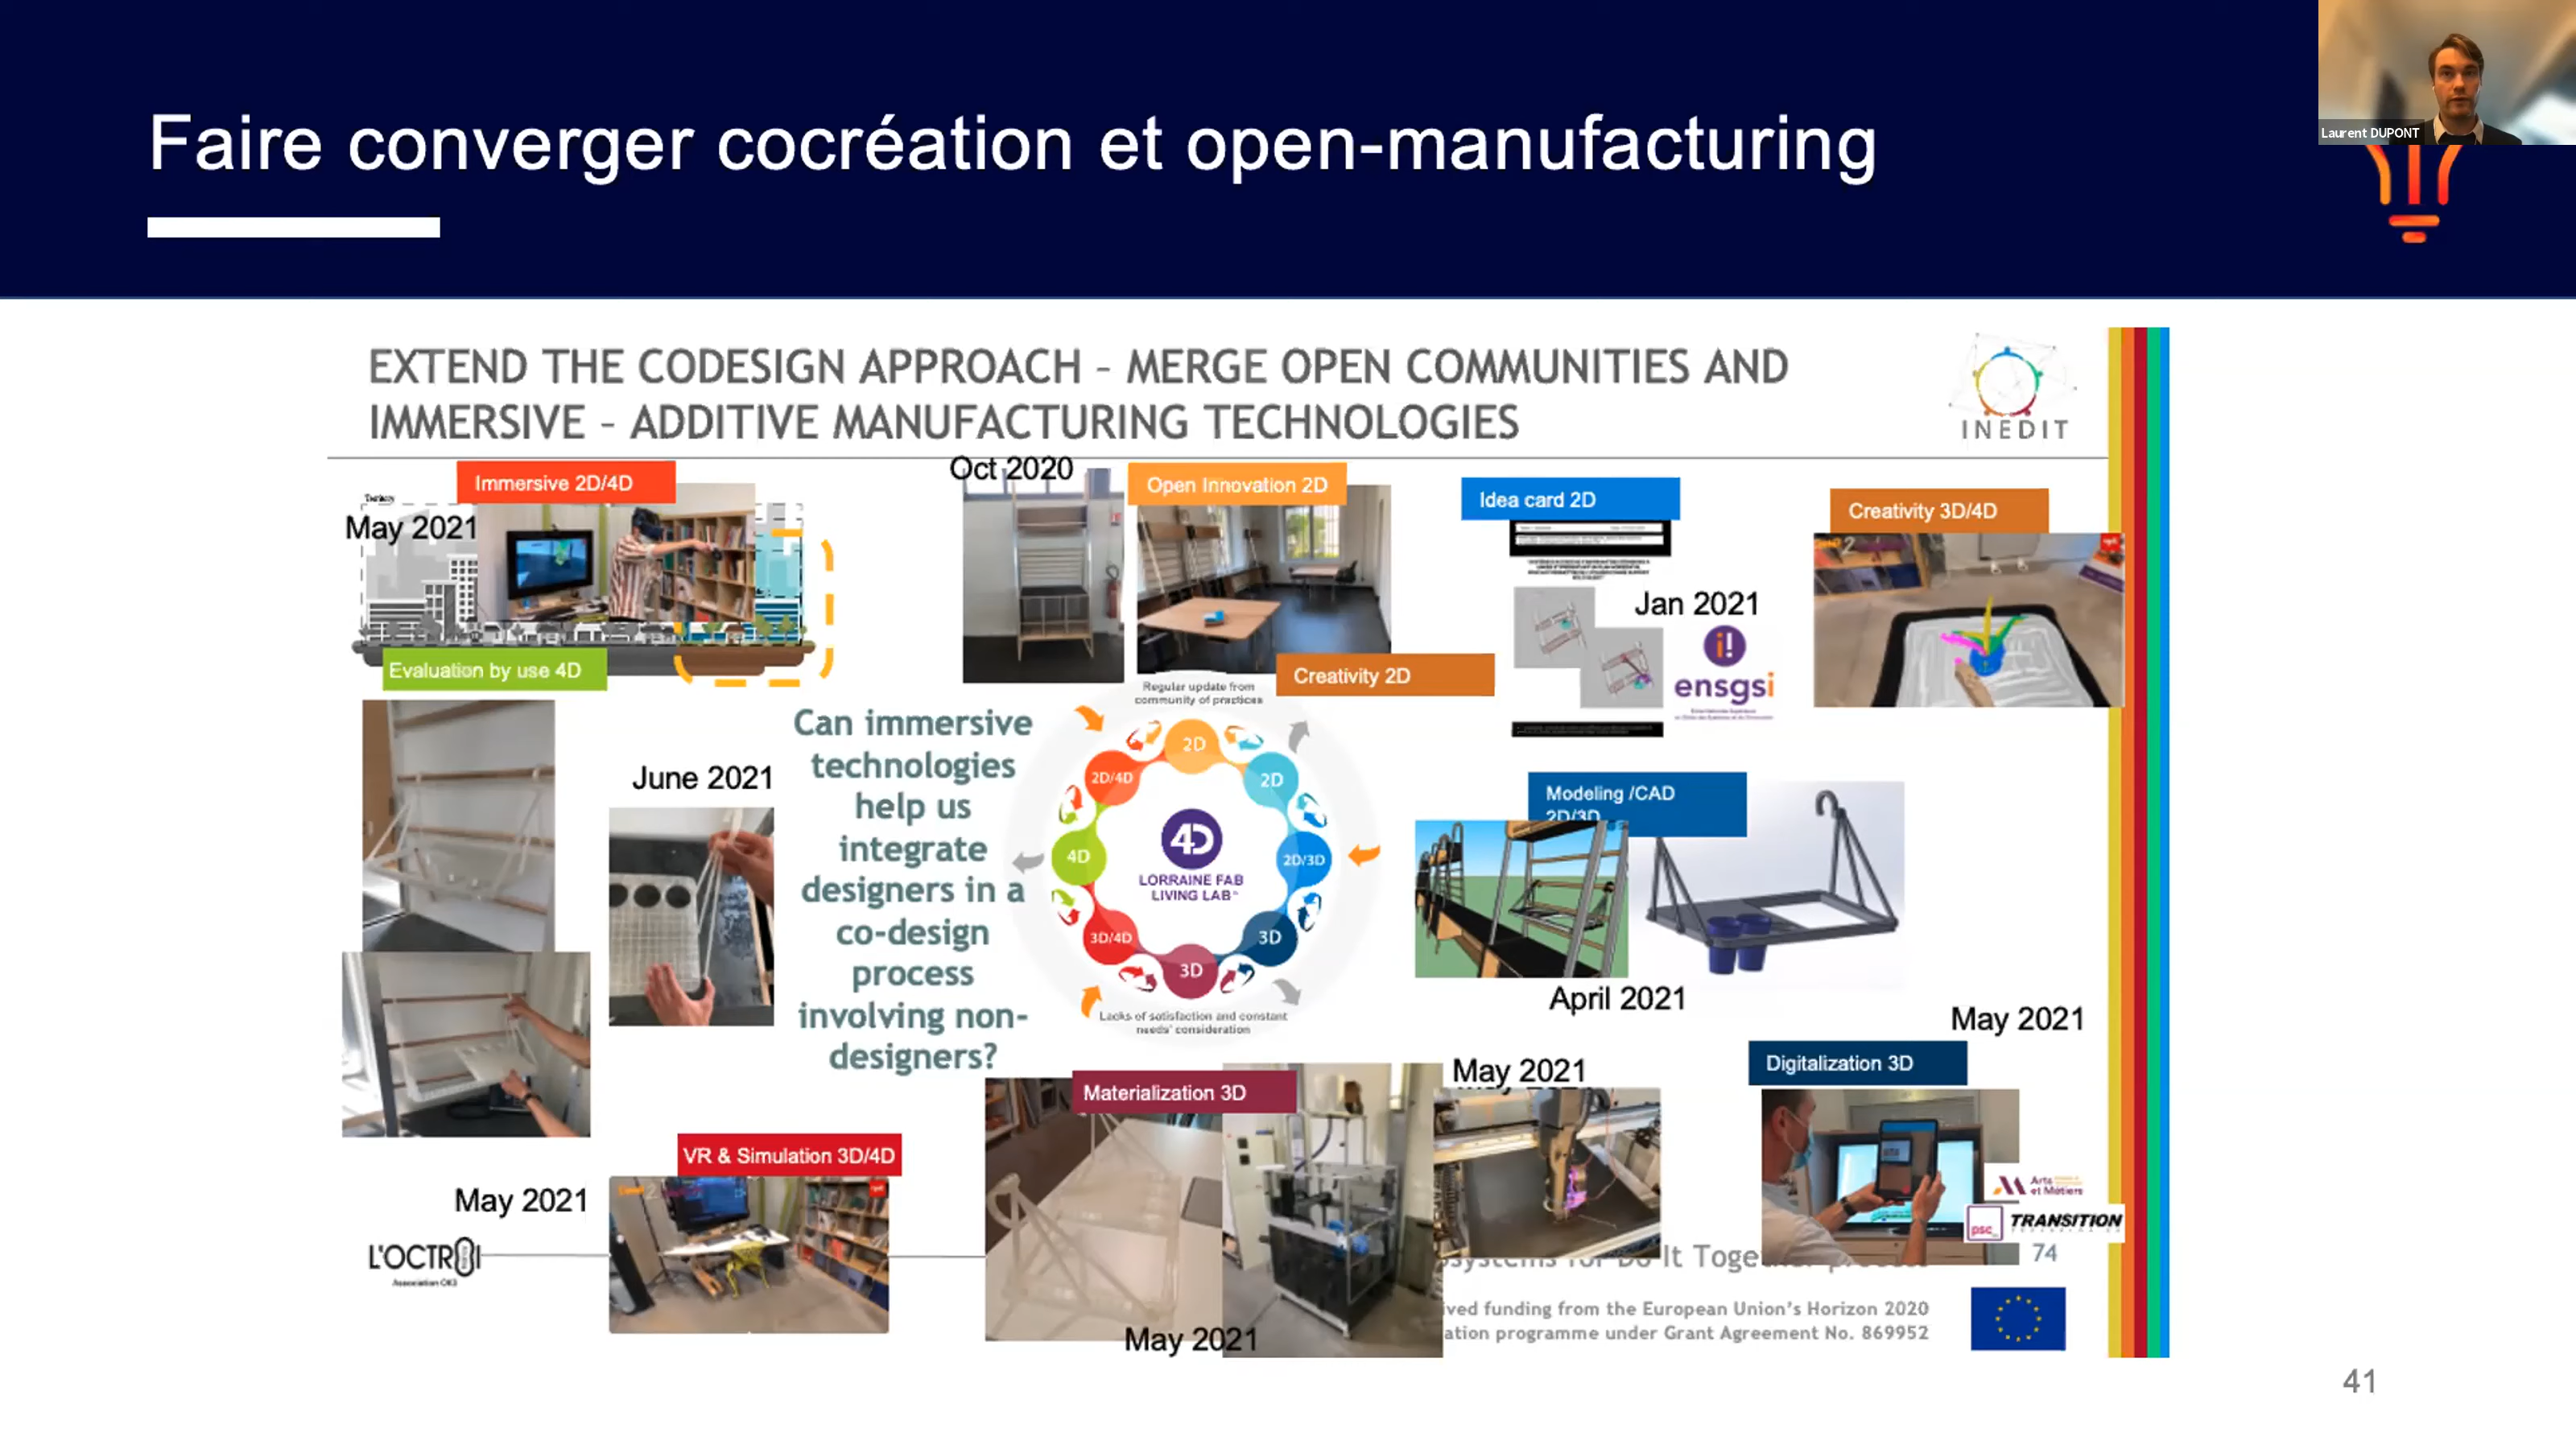 Faire converger cocréation et open-manufacturing
Laurent DUPONT
EXTEND THE CODESIGN APPROACH – MERGE OPEN COMMUNITIES AND
IMMERSIVE – ADDITIVE MANUFACTURING TECHNOLOGIES
INEDIT
Immersive 2D/4D
Territory
May 2021
Evaluation by use 4D
Oct 2020
Open Innovation 2D
Creativity 2D
Idea card 2D
Jan 2021
ensgsi
Creativity 3D/4D
June 2021
Can immersive
technologies
help us
integrate
designers in a
co-design
process
involving non-
designers?
Regular update from
community of practices
2D
2D
2D/3D
3D
3D
3D/4D
4D
2D/4D
4D
LORRAINE FAB
LIVING LAB
Lacks of satisfaction and constant
needs' consideration
Modeling /CAD
2D/3D
April 2021
May 2021
Digitalization 3D
May 2021
Materialization 3D
May 2021
VR & Simulation 3D/4D
May 2021
L'OCTROI
Arts
et Métiers
psc
TRANSITION
systems for Do It Together process
74
ived funding from the European Union's Horizon 2020
ation programme under Grant Agreement No. 869952
41